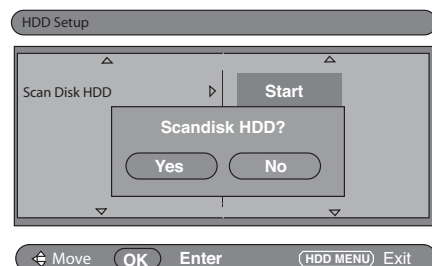 HDD Setup
Scan Disk HDD
Start
Scandisk HDD?
Yes No
Move OK Enter HDD MENU Exit